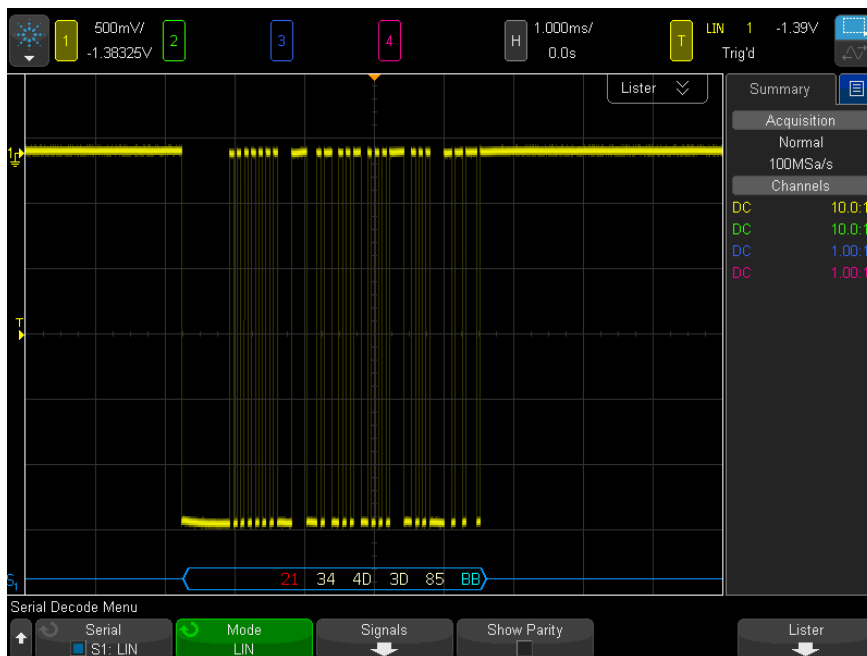 1 500mV/ 2 3 4 H 1.000ms/ T LIN 1 -1.39V
-1.38325V 0.0s Trig'd
Lister
Summary
Acquisition
Normal
100MSa/s
Channels
DC 10.0:1
DC 10.0:1
DC 1.00:1
DC 1.00:1
1
T
S1 21 34 4D 3D 85 BB
Serial Decode Menu
Serial Mode Signals Show Parity Lister
S1: LIN LIN